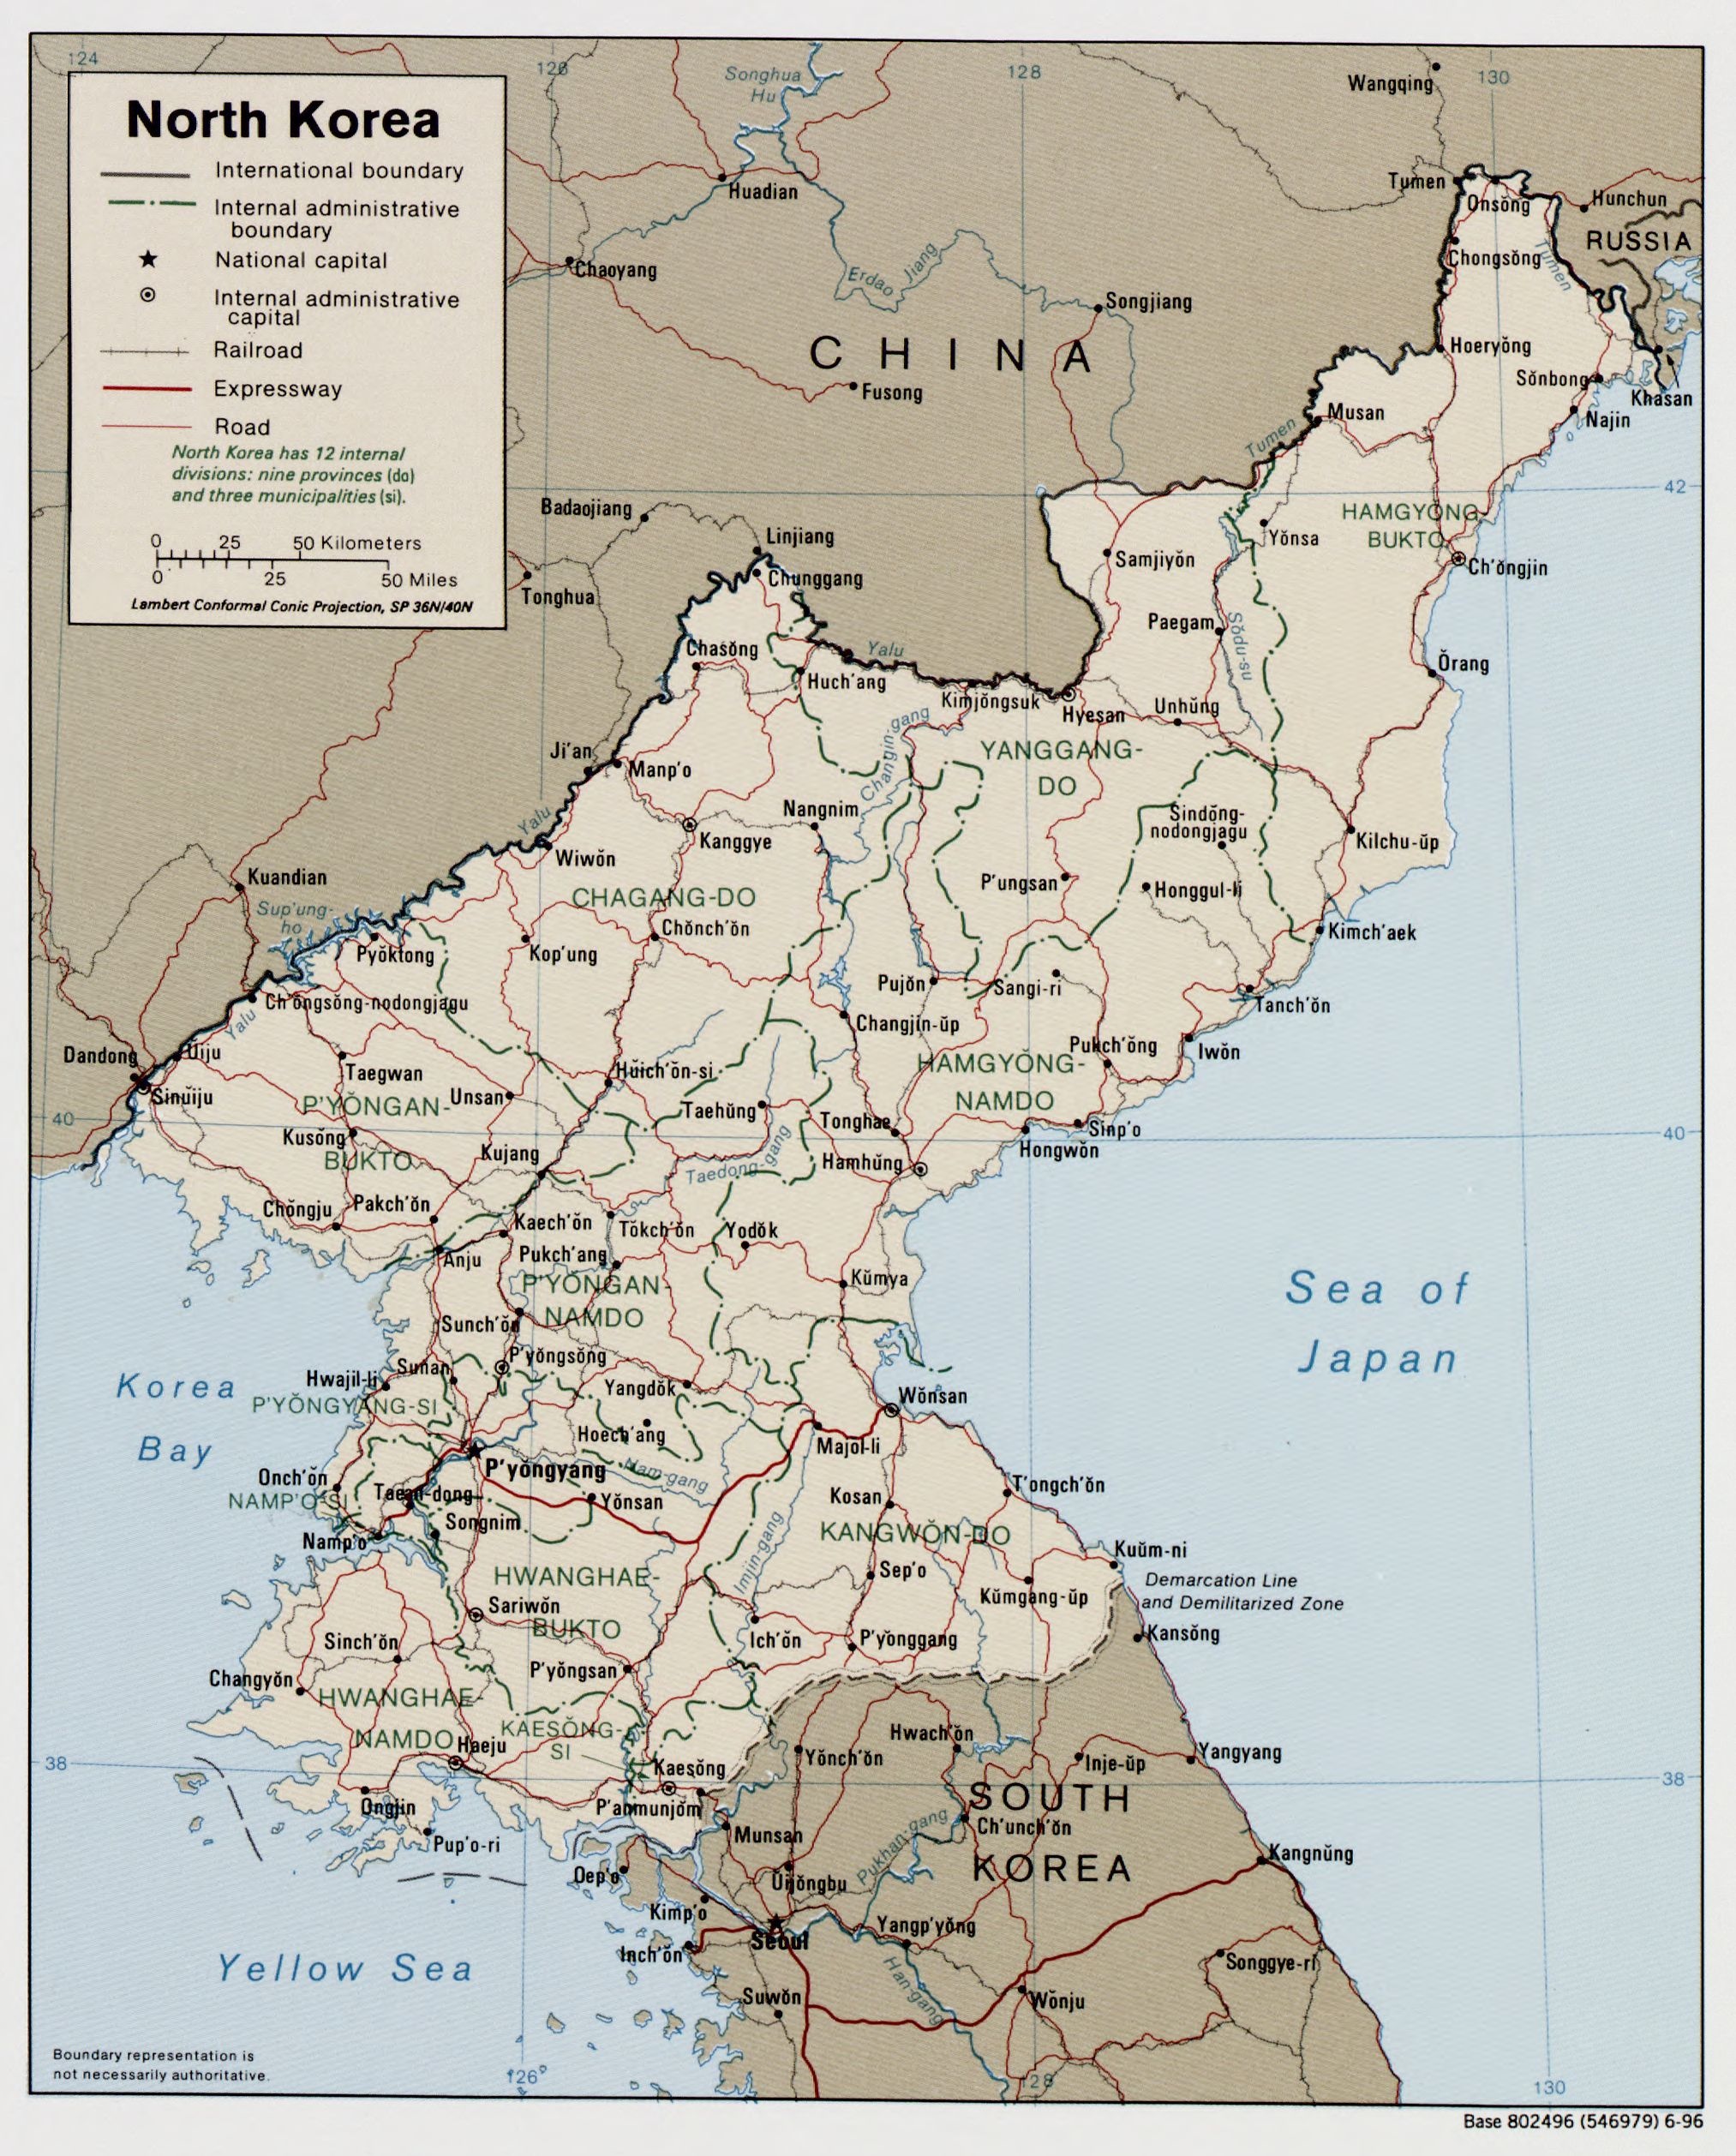 North Korea
International boundary
Internal administrative
boundary
National capital
Internal administrative
capital
Railroad
Expressway
Road
North Korea has 12 internal
divisions: nine provinces (do)
and three municipalities (si).
0 25 50 Kilometers
0 25 50 Miles
Lambert Conformal Conic Projection, SP 36N/40N
124
126
128
130
Songhua
Hu
Wangqing
Huadian
Tumen
Onsŏng
Hunchun
RUSSIA
Chaoyang
Erdao Jiang
Chongsŏng
Tumen
Songjiang
CHINA
Hoeryŏng
Fusong
Sŏnbong
Khasan
Najin
Musan
Tumen
42
Badaojiang
HAMGYŎNG-
BUKTO
Linjiang
Yŏnsa
Samjiyŏn
Ch'ŏngjin
Chunggang
Tonghua
Paegam
Sŏdu-su
Chasŏng
Yalu
Ŏrang
Huch'ang
Kimjŏngsuk
Hyesan
Unhŭng
Changjin-gang
YANGGANG-
DO
Ji'an
Manp'o
Nangnim
Sindŏng-
nodongjagu
Yalu
Kanggye
Kilchu-ŭp
Wiwŏn
Kuandian
P'ungsan
Honggul-li
CHAGANG-DO
Sup'ung-
ho
Chŏnch'ŏn
Kimch'aek
Pyŏktong
Kop'ung
Pujŏn
Sangi-ri
Ch'ŏngsŏng-nodongjagu
Tanch'ŏn
Yalu
Changjin-ŭp
Dandong
Ŭiju
Pukch'ŏng
Iwŏn
Taegwan
Hŭich'ŏn-si
HAMGYŎNG-
NAMDO
Sinŭiju
P'YŎNGAN-
BUKTO
Unsan
Taehŭng
Tonghae
40
Sinp'o
40
Kusŏng
Kujang
Hongwŏn
Taedong-gang
Hamhŭng
Chŏngju
Pakch'ŏn
Kaech'ŏn
Tŏkch'ŏn
Yodŏk
Anju
Pukch'ang
P'YŎNGAN-
NAMDO
Kŭmya
Sea of
Japan
Sunch'ŏn
P'yŏngsŏng
Sunan
Hwajil-li
Korea
Bay
Yangdŏk
Wŏnsan
P'YŎNGYANG-SI
Hoech'ang
Majol-li
P'yŏngyang
Nam-gang
Onch'ŏn
NAMP'O-SI
Taean-dong
Yŏnsan
Kosan
T'ongch'ŏn
Songnim
Namp'o
KANGWŎN-DO
Imjin-gang
Kuŭm-ni
Sep'o
Kŭmgang-ŭp
Demarcation Line
and Demilitarized Zone
HWANGHAE-
BUKTO
Sariwŏn
Kansŏng
Sinch'ŏn
Ich'ŏn
P'yŏnggang
Changyŏn
P'yŏngsan
HWANGHAE-
NAMDO
KAESŎNG-
SI
Haeju
Hwach'ŏn
Yŏnch'ŏn
Inje-ŭp
Yangyang
38
Kaesŏng
38
P'anmunjŏm
Ongjin
SOUTH
KOREA
Pup'o-ri
Munsan
Ch'unch'ŏn
Pukhan-gang
Kangnŭng
Oep'o
Ŭijŏngbu
Kimp'o
Yangp'yŏng
Seoul
Inch'ŏn
Songgye-ri
Yellow Sea
Han-gang
Suwŏn
Wŏnju
Boundary representation is
not necessarily authoritative.
126°
128
130
Base 802496 (546979) 6-96